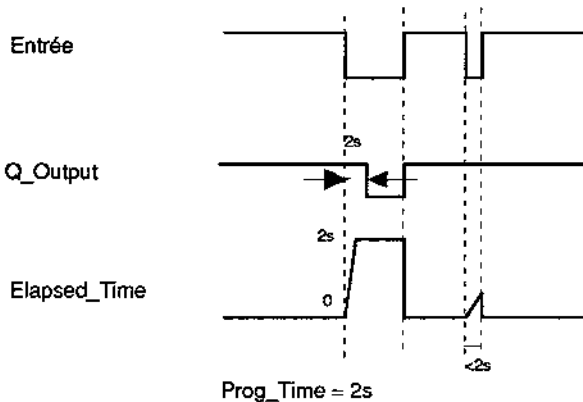 Entrée
2s
Q_Output
2s
Elapsed_Time
0
<2s
Prog_Time = 2s